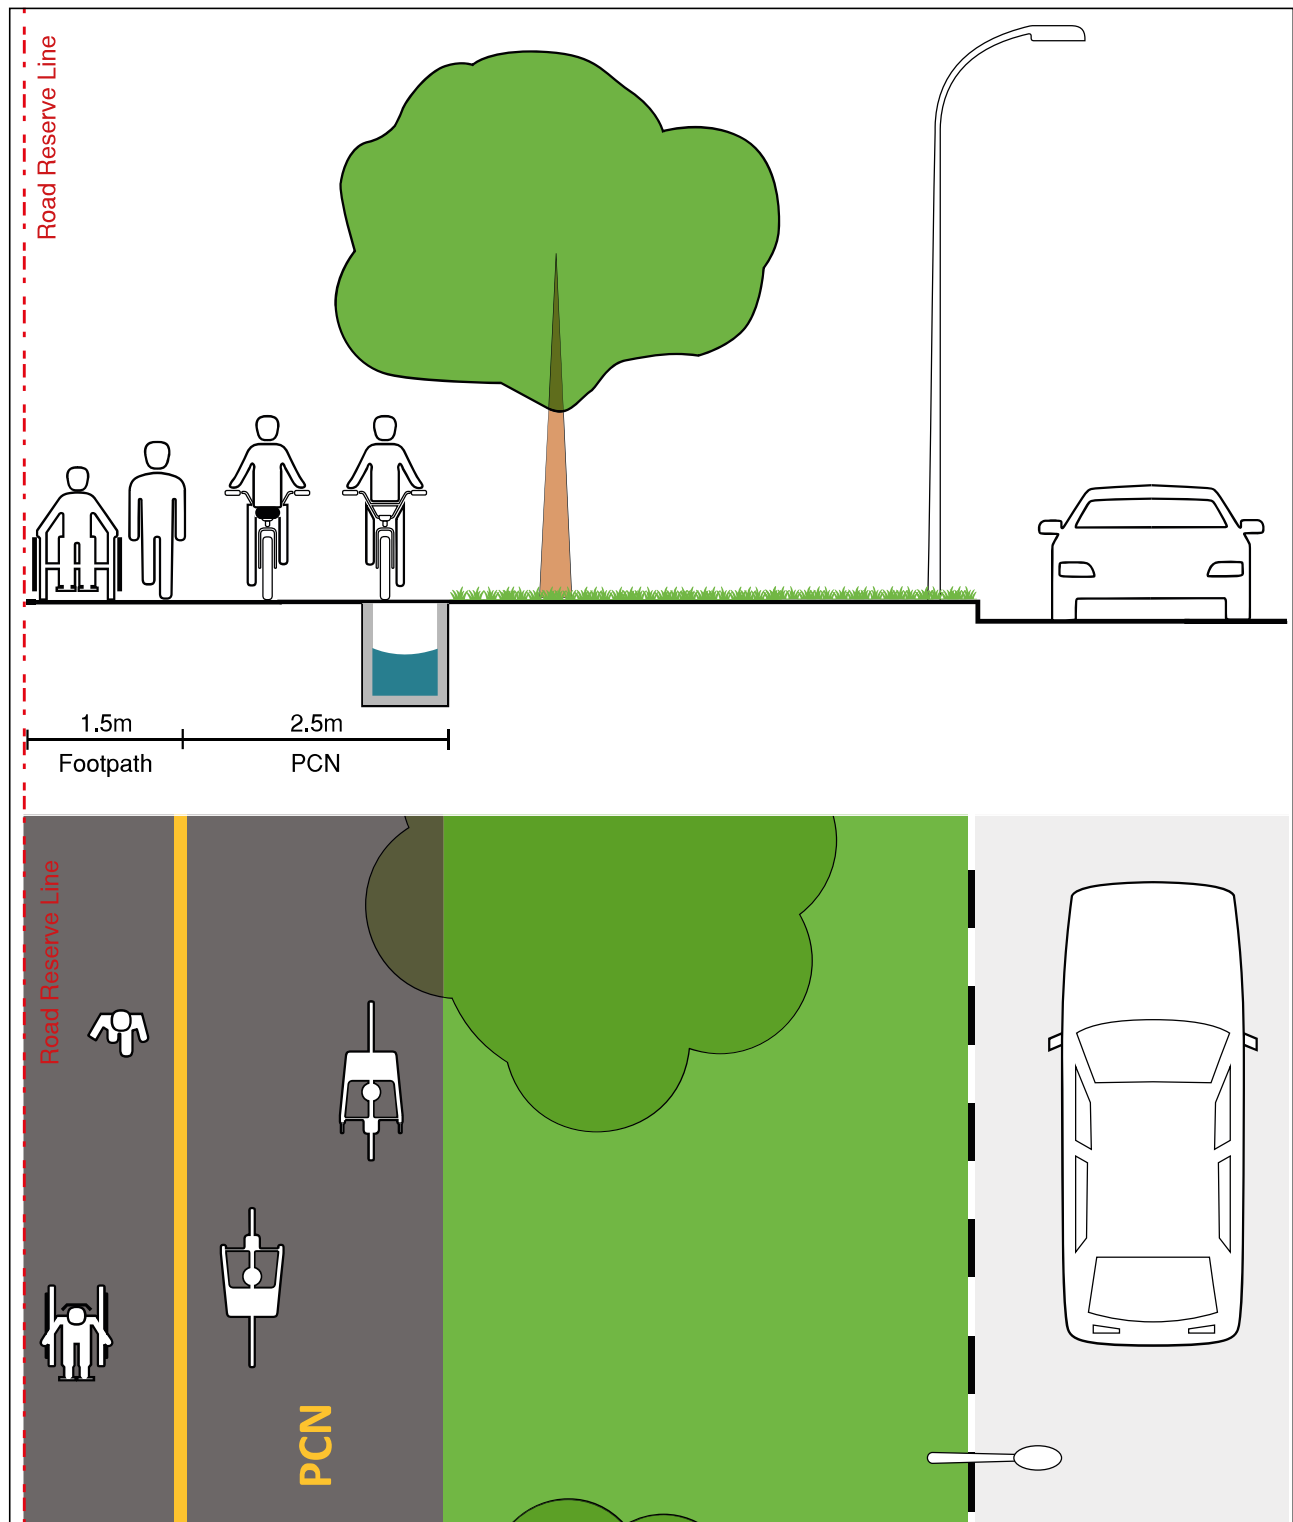 Road Reserve Line
1.5m
2.5m
Footpath
PCN
Road Reserve Line
PCN